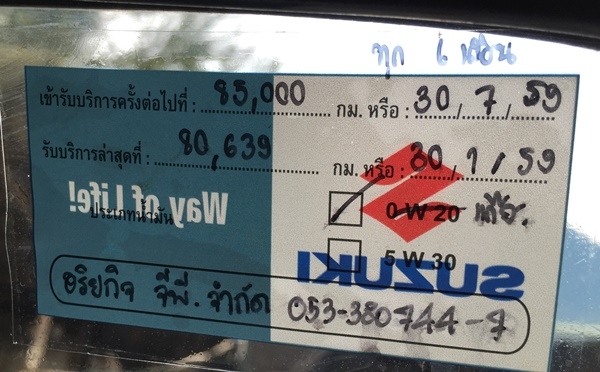 ทุก 6 เดือน
เข้ารับบริการครั้งต่อไปที่ : 85,000 กม. หรือ : 30 / 7 / 59
รับบริการล่าสุดที่ : 80,639 กม. หรือ : 30 / 1 / 59
Way of Life!
ประเภทน้ำมัน 0 W 20
5 W 30
SUZUKI
อริยกิจ จีพี. จำกัด 053-380744-7